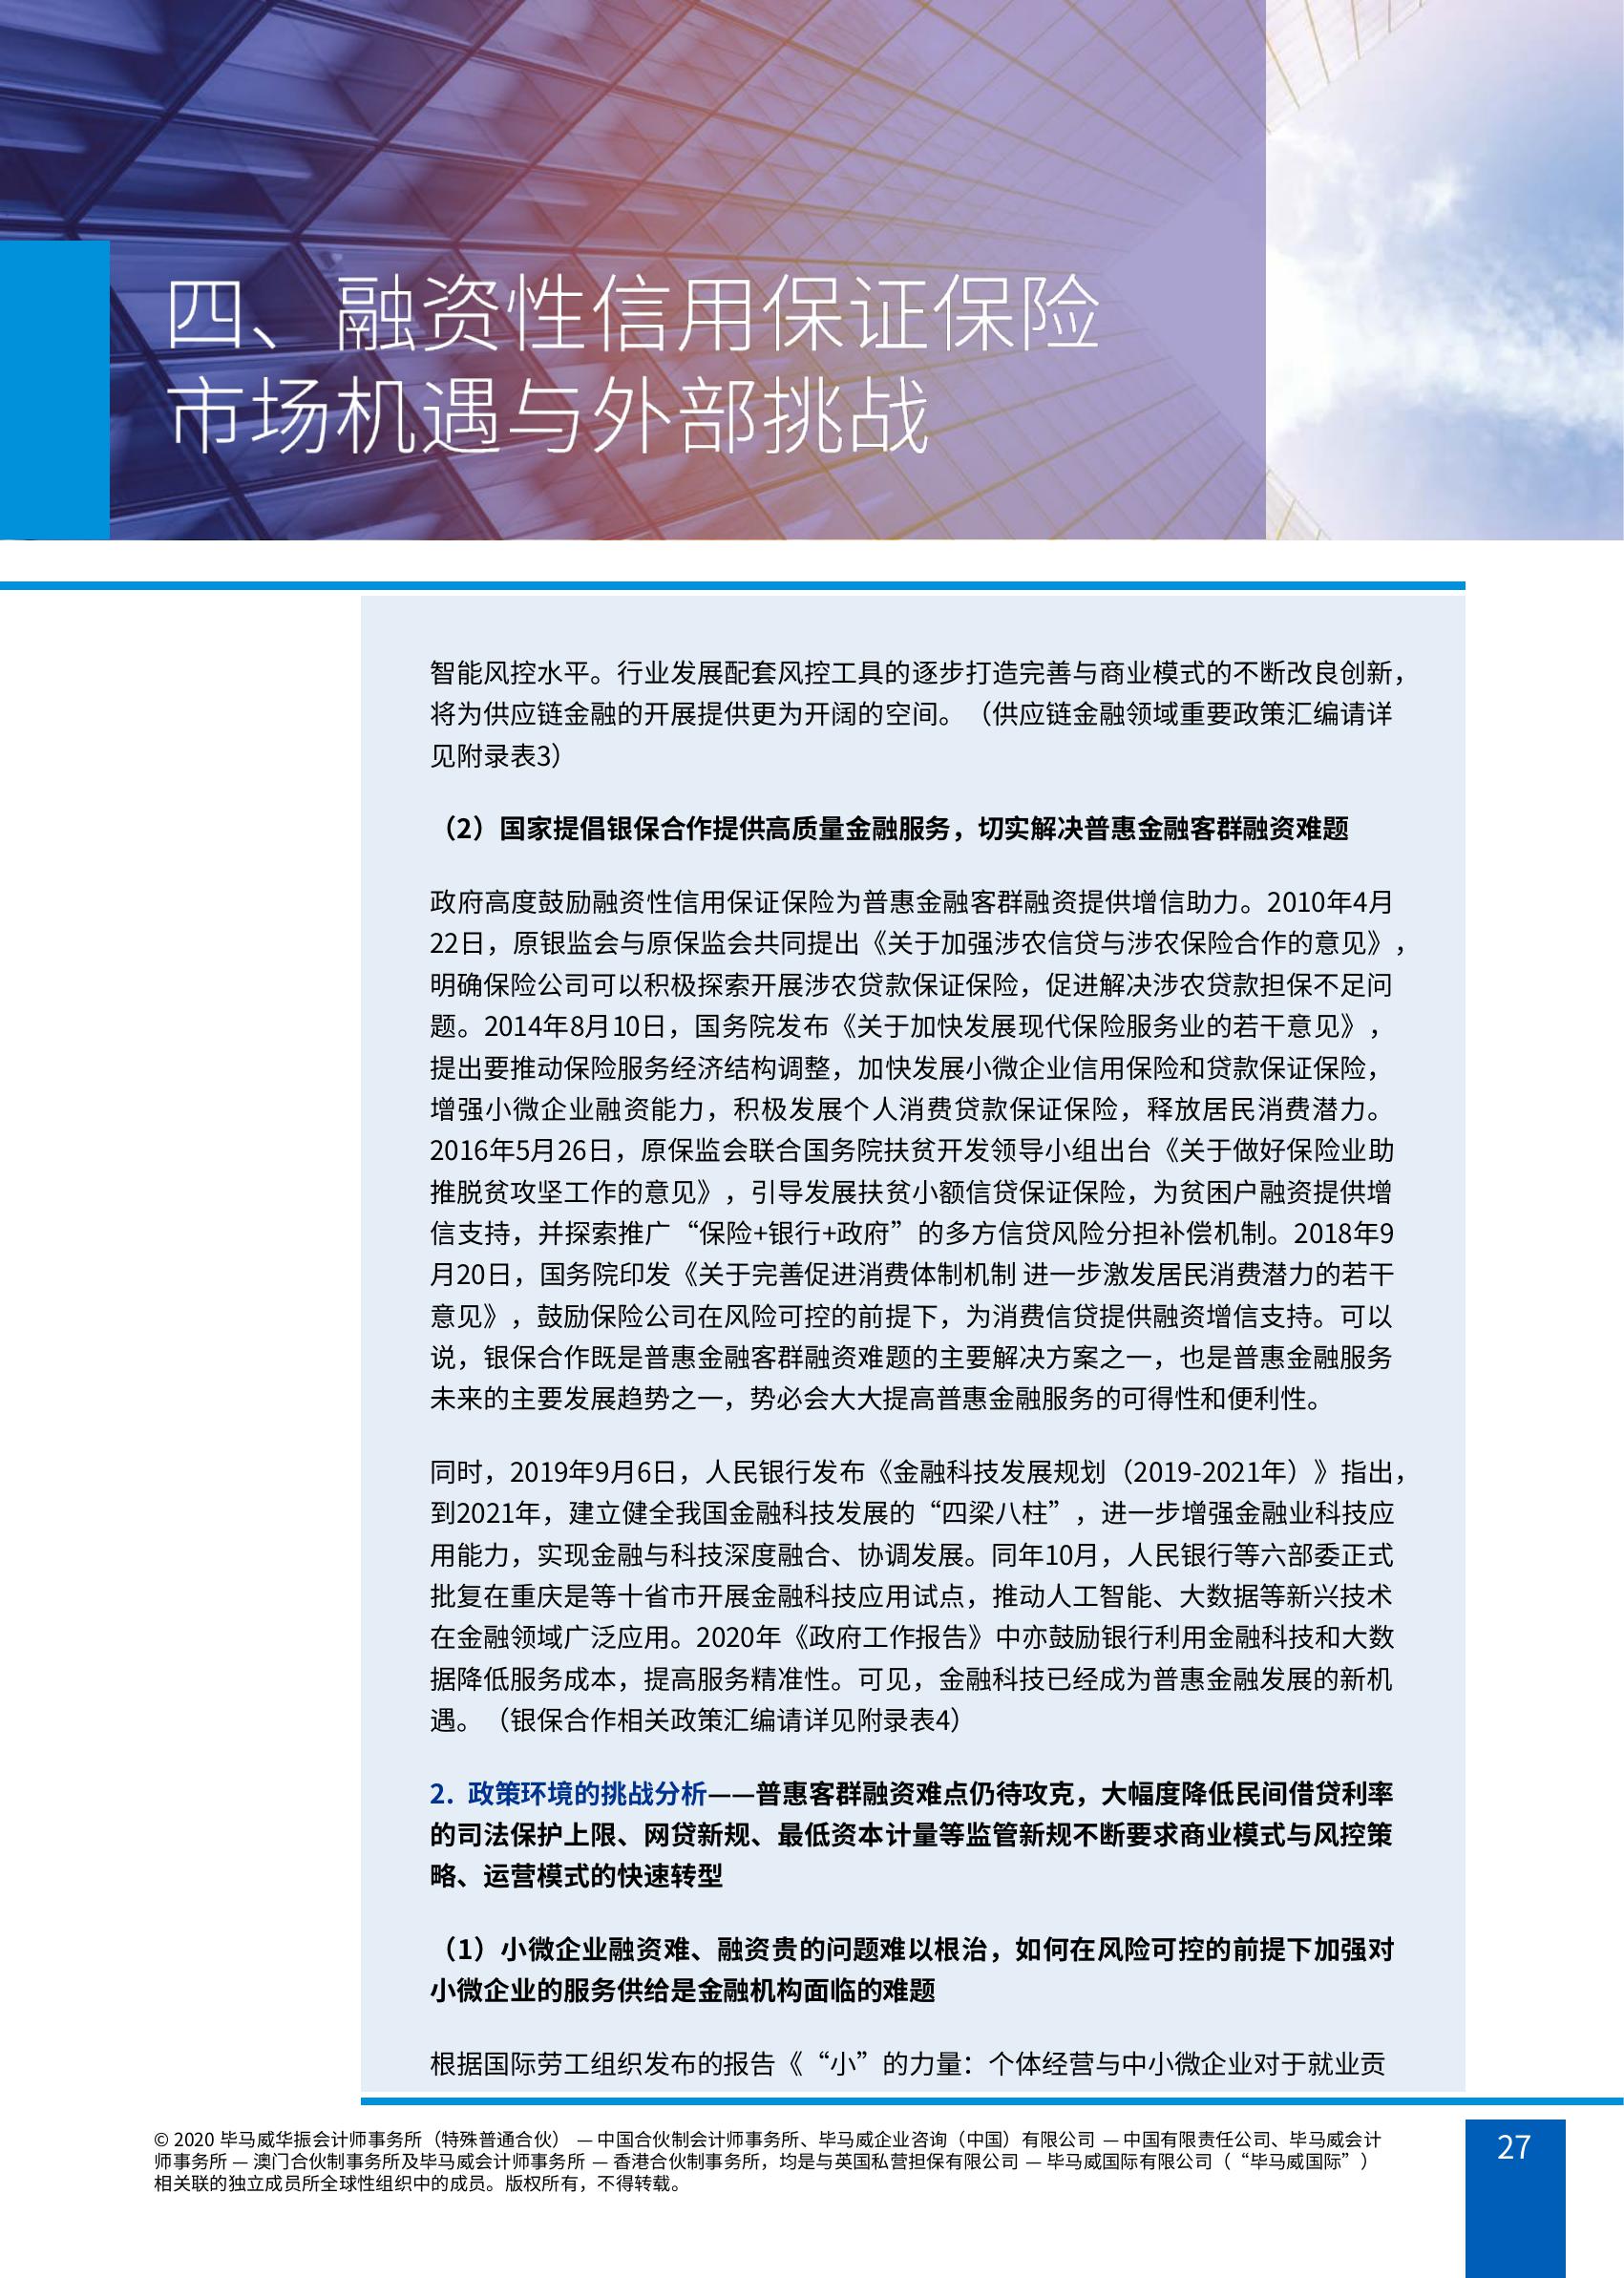 四、融资性信用保证保险
市场机遇与外部挑战
智能风控水平。行业发展配套风控工具的逐步打造完善与商业模式的不断改良创新，
将为供应链金融的开展提供更为开阔的空间。（供应链金融领域重要政策汇编请详
见附录表3）
（2）国家提倡银保合作提供高质量金融服务，切实解决普惠金融客群融资难题
政府高度鼓励融资性信用保证保险为普惠金融客群融资提供增信助力。2010年4月
22日，原银监会与原保监会共同提出《关于加强涉农信贷与涉农保险合作的意见》，
明确保险公司可以积极探索开展涉农贷款保证保险，促进解决涉农贷款担保不足问
题。2014年8月10日，国务院发布《关于加快发展现代保险服务业的若干意见》，
提出要推动保险服务经济结构调整，加快发展小微企业信用保险和贷款保证保险，
增强小微企业融资能力，积极发展个人消费贷款保证保险，释放居民消费潜力。
2016年5月26日，原保监会联合国务院扶贫开发领导小组出台《关于做好保险业助
推脱贫攻坚工作的意见》，引导发展扶贫小额信贷保证保险，为贫困户融资提供增
信支持，并探索推广“保险+银行+政府”的多方信贷风险分担补偿机制。2018年9
月20日，国务院印发《关于完善促进消费体制机制 进一步激发居民消费潜力的若干
意见》，鼓励保险公司在风险可控的前提下，为消费信贷提供融资增信支持。可以
说，银保合作既是普惠金融客群融资难题的主要解决方案之一，也是普惠金融服务
未来的主要发展趋势之一，势必会大大提高普惠金融服务的可得性和便利性。
同时，2019年9月6日，人民银行发布《金融科技发展规划（2019-2021年）》指出，
到2021年，建立健全我国金融科技发展的“四梁八柱”，进一步增强金融业科技应
用能力，实现金融与科技深度融合、协调发展。同年10月，人民银行等六部委正式
批复在重庆是等十省市开展金融科技应用试点，推动人工智能、大数据等新兴技术
在金融领域广泛应用。2020年《政府工作报告》中亦鼓励银行利用金融科技和大数
据降低服务成本，提高服务精准性。可见，金融科技已经成为普惠金融发展的新机
遇。（银保合作相关政策汇编请详见附录表4）
2. 政策环境的挑战分析——普惠客群融资难点仍待攻克，大幅度降低民间借贷利率
的司法保护上限、网贷新规、最低资本计量等监管新规不断要求商业模式与风控策
略、运营模式的快速转型
（1）小微企业融资难、融资贵的问题难以根治，如何在风险可控的前提下加强对
小微企业的服务供给是金融机构面临的难题
根据国际劳工组织发布的报告《“小”的力量：个体经营与中小微企业对于就业贡
© 2020 毕马威华振会计师事务所（特殊普通合伙） — 中国合伙制会计师事务所、毕马威企业咨询（中国）有限公司 — 中国有限责任公司、毕马威会计
师事务所 — 澳门合伙制事务所及毕马威会计师事务所 — 香港合伙制事务所，均是与英国私营担保有限公司 — 毕马威国际有限公司（“毕马威国际”）
相关联的独立成员所全球性组织中的成员。版权所有，不得转载。
27